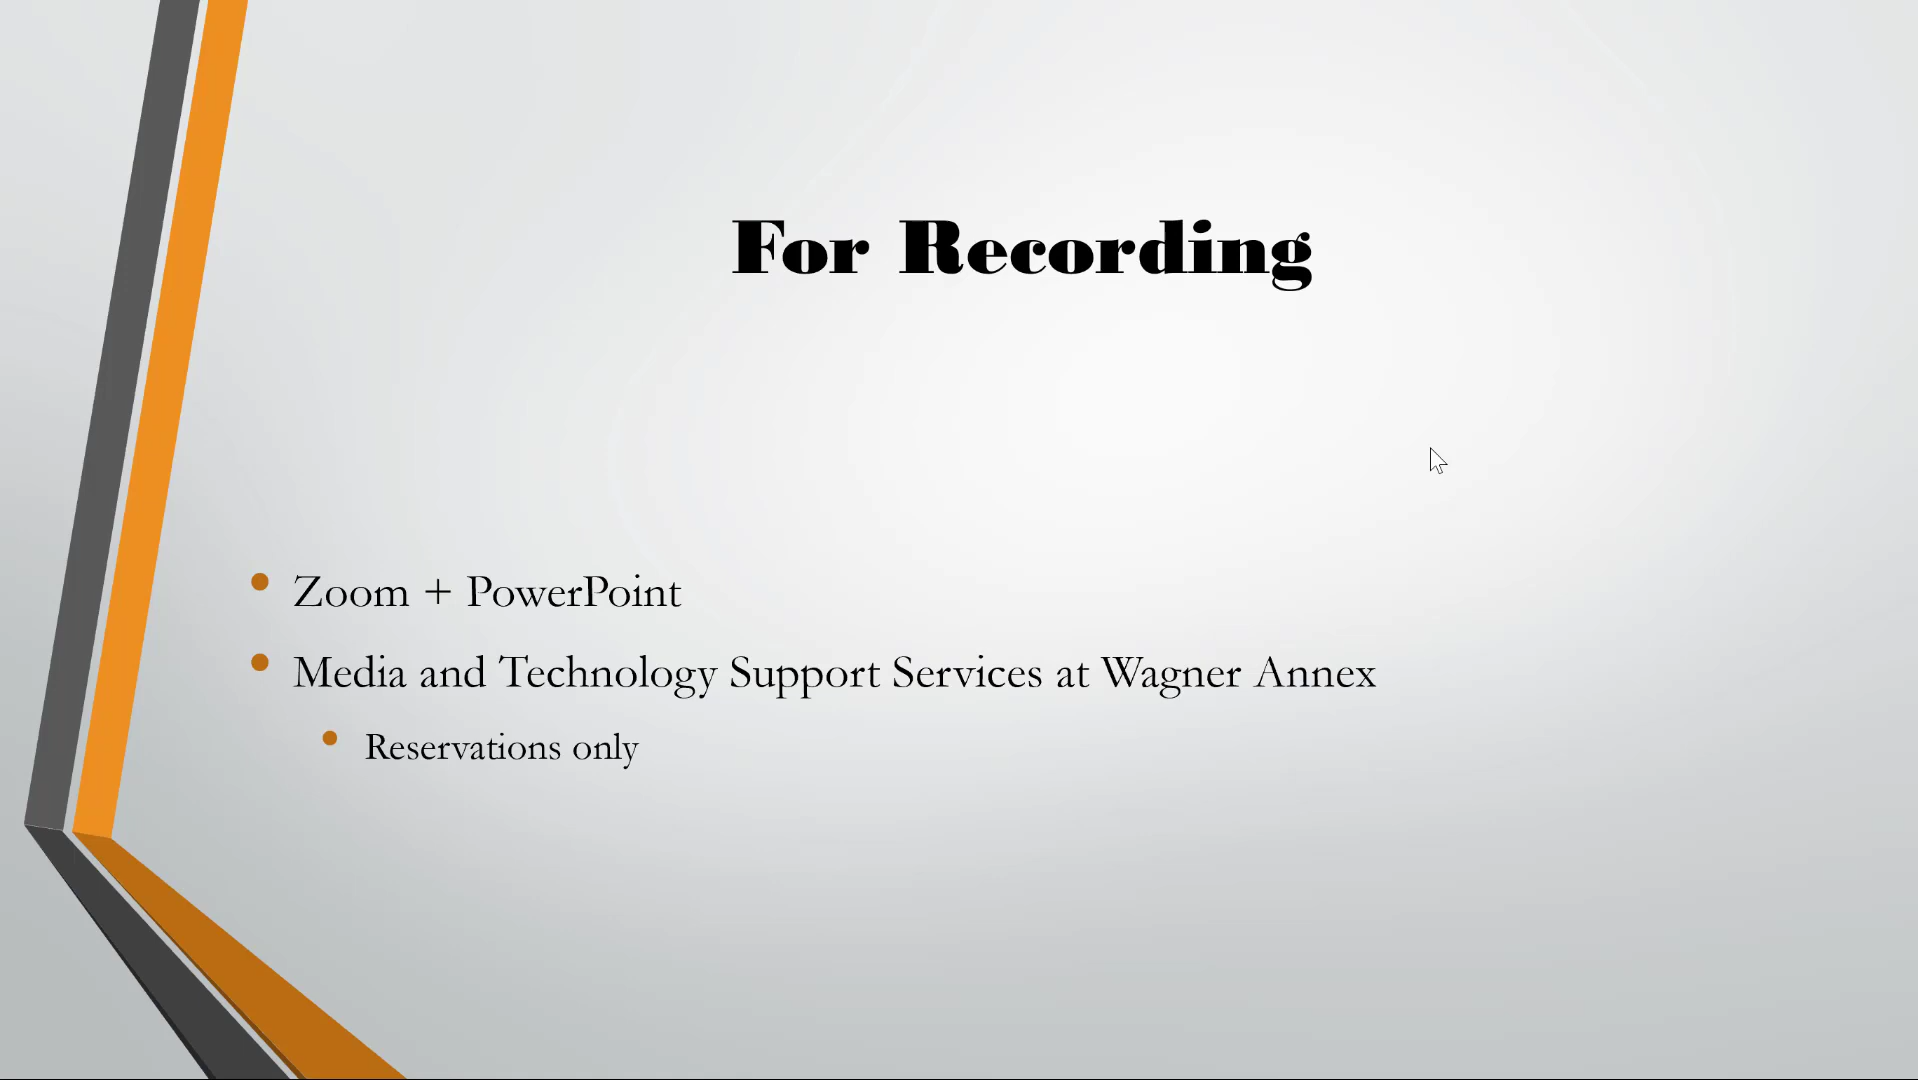 For Recording
Zoom + PowerPoint
Media and Technology Support Services at Wagner Annex
Reservations only